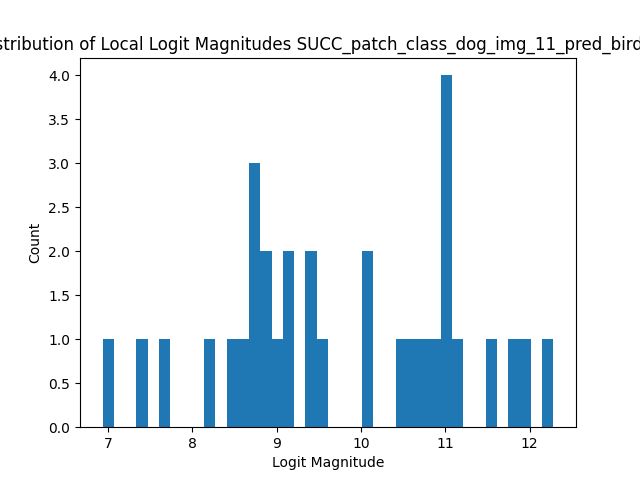 stribution of Local Logit Magnitudes SUCC_patch_class_dog_img_11_pred_bird
4.0
3.5
3.0
2.5
2.0
1.5
1.0
0.5
0.0
Count
7 8 9 10 11 12
Logit Magnitude